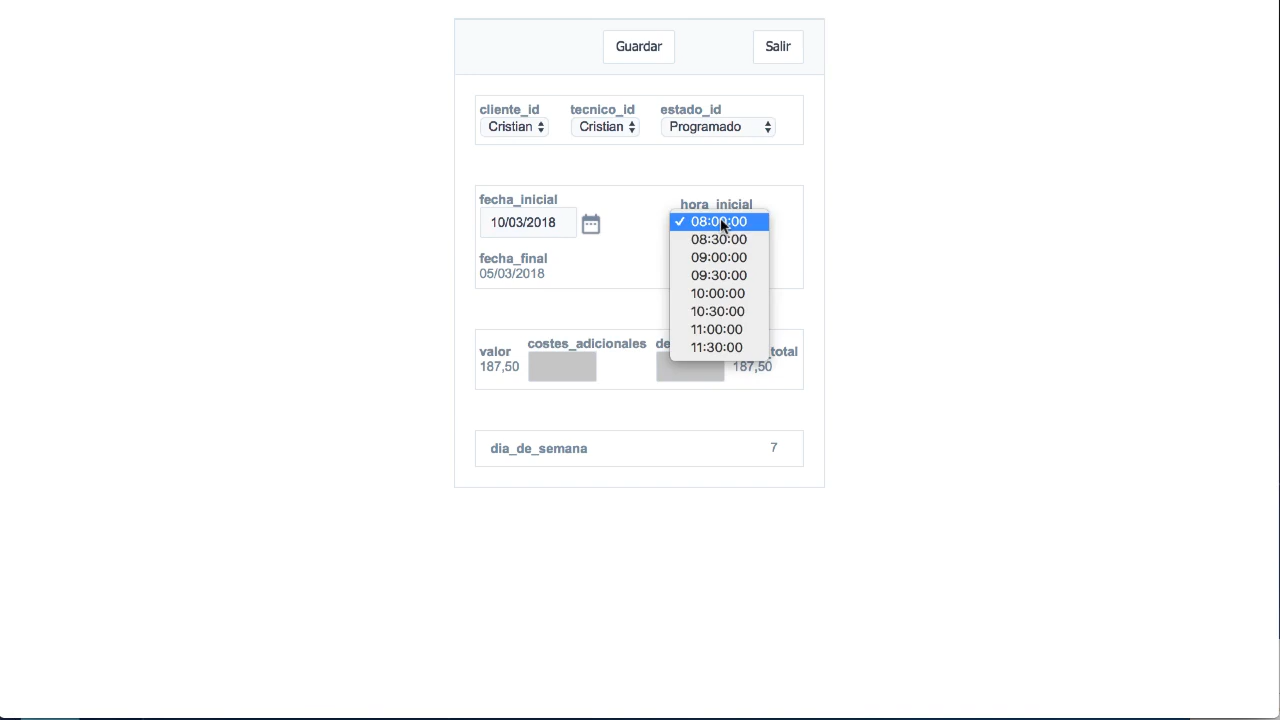 Guardar Salir
cliente_id tecnico_id estado_id
Cristian Cristian Programado
fecha_inicial hora_inicial
10/03/2018
fecha_final
05/03/2018
✓ 08:00:00
08:30:00
09:00:00
09:30:00
10:00:00
10:30:00
11:00:00
11:30:00
valor costes_adicionales de _total
187,50 187,50
dia_de_semana 7